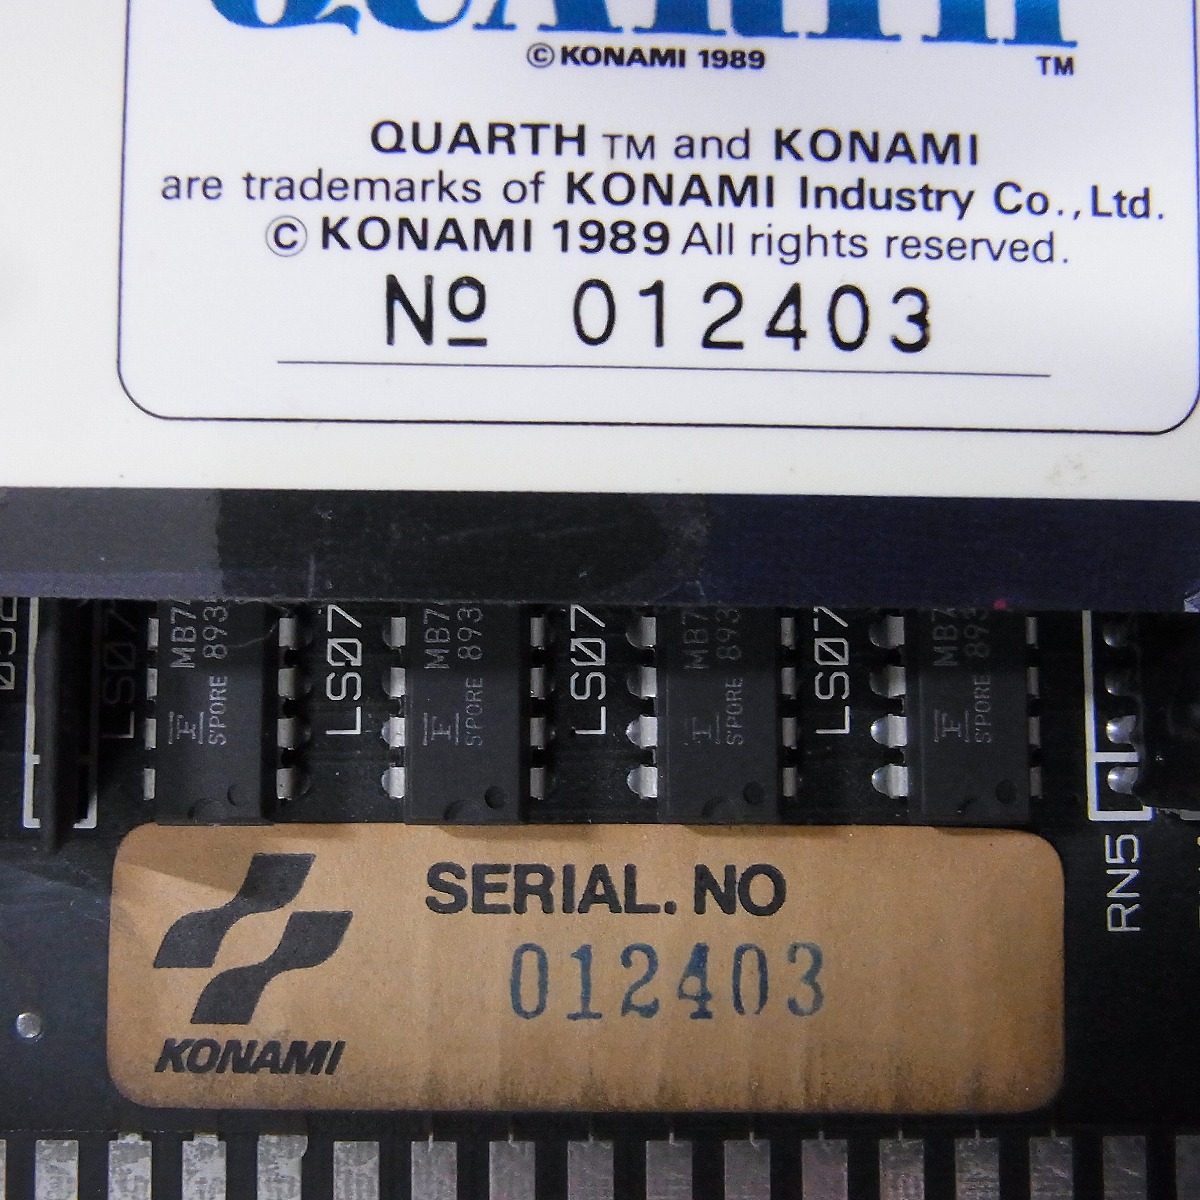 QUARTH
© KONAMI 1989
TM
QUARTH TM and KONAMI
are trademarks of KONAMI Industry Co., Ltd.
© KONAMI 1989 All rights reserved.
Nº 012403
LS07
MB7
893
F S'PORE
LS07
MB7
893
F S'PORE
LS07
MB7
893
F S'PORE
LS07
MB7
893
F S'PORE
RN5
SERIAL. NO
012403
KONAMI